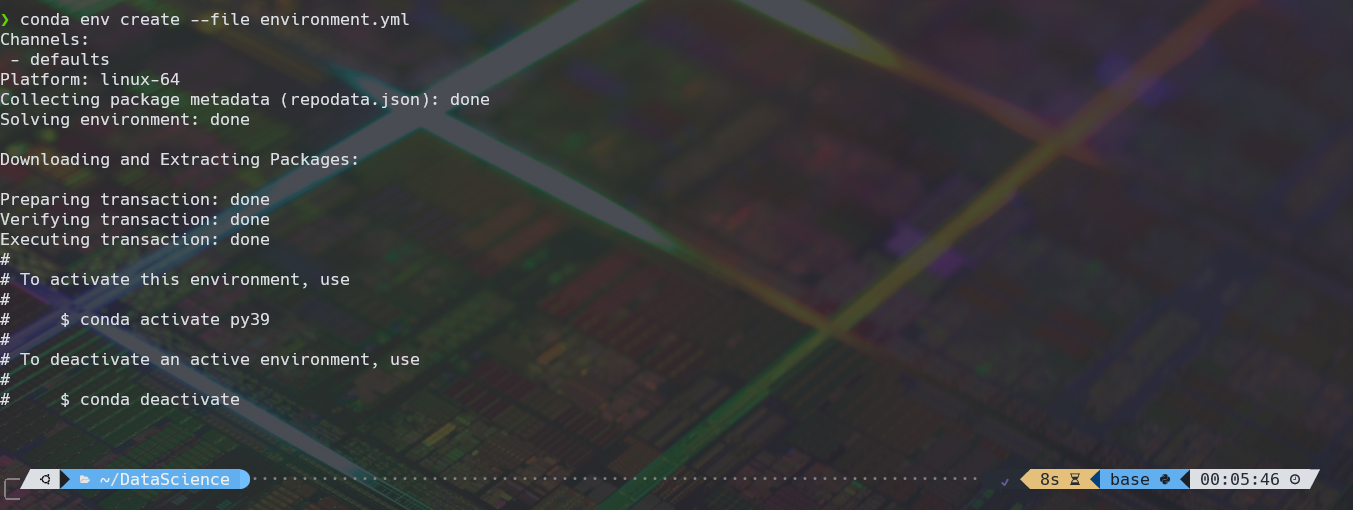 ❯ conda env create --file environment.yml
Channels:
 - defaults
Platform: linux-64
Collecting package metadata (repodata.json): done
Solving environment: done
Downloading and Extracting Packages:
Preparing transaction: done
Verifying transaction: done
Executing transaction: done
#
# To activate this environment, use
#
#     $ conda activate py39
#
# To deactivate an active environment, use
#
#     $ conda deactivate
~/DataScience 8s base 00:05:46